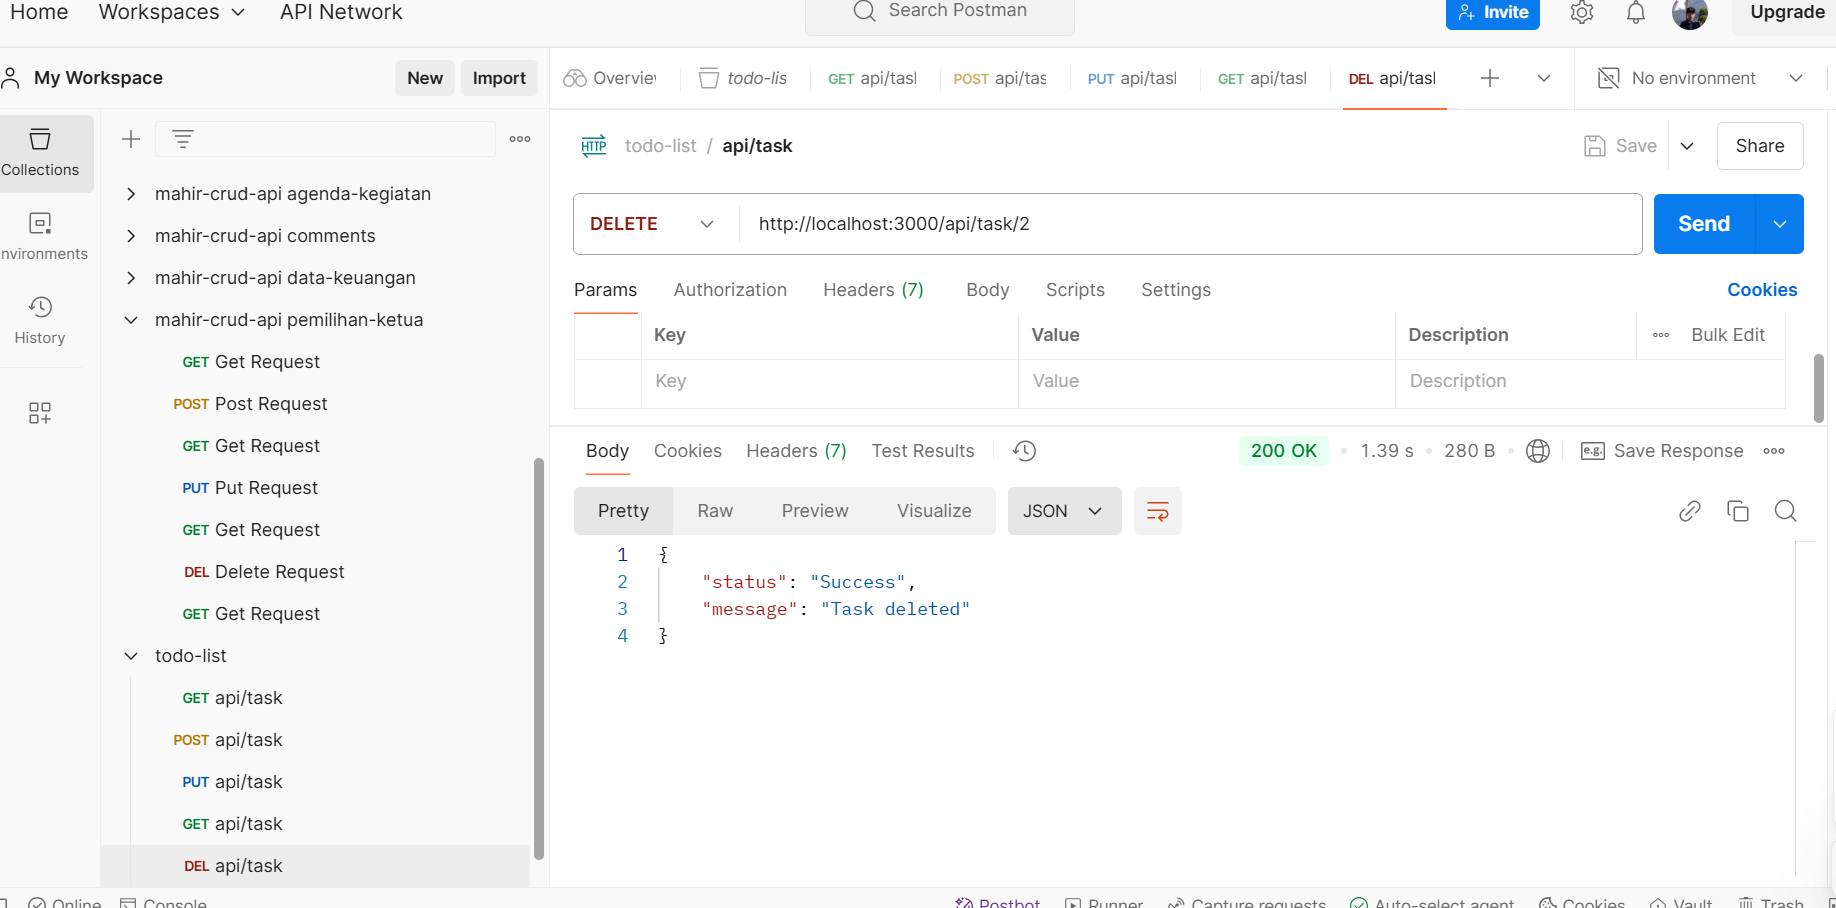 Home Workspaces API Network Search Postman Invite Upgrade
My Workspace New Import Overvie todo-lis GET api/tas POST api/tas PUT api/tas GET api/tas DEL api/tas No environment
Collections
nvironments
History
mahir-crud-api agenda-kegiatan
mahir-crud-api comments
mahir-crud-api data-keuangan
mahir-crud-api pemilihan-ketua
GET Get Request
POST Post Request
GET Get Request
PUT Put Request
GET Get Request
DEL Delete Request
GET Get Request
todo-list
GET api/task
POST api/task
PUT api/task
GET api/task
DEL api/task
HTTP todo-list / api/task Save Share
DELETE http://localhost:3000/api/task/2 Send
Params Authorization Headers (7) Body Scripts Settings Cookies
Key Value Description Bulk Edit
Key Value Description
Body Cookies Headers (7) Test Results 200 OK 1.39 s 280 B e.g. Save Response
Pretty Raw Preview Visualize JSON
1 {
2 "status": "Success",
3 "message": "Task deleted"
4 }
Online Console Postbot Runner Capture requests Auto-select agent Cookies Vault Trash